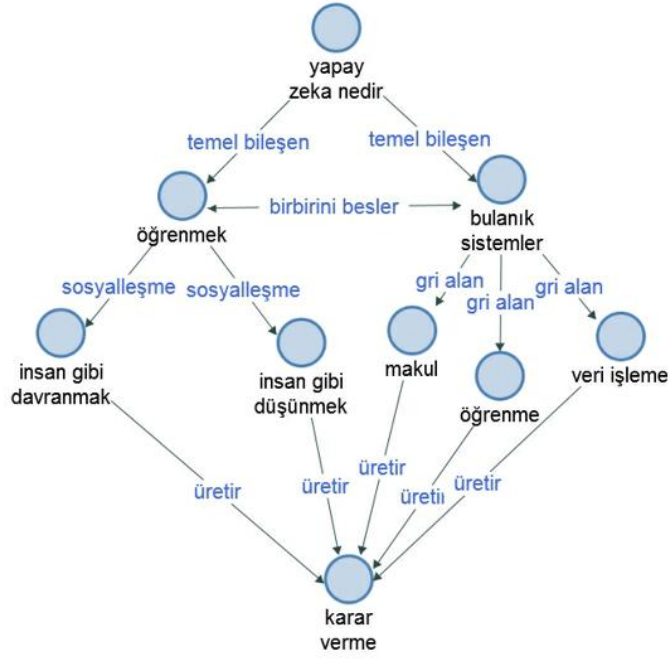 yapay
zeka nedir
temel bileşen
temel bileşen
öğrenmek
birbirini besler
bulanık
sistemler
sosyalleşme
sosyalleşme
gri alan
gri alan
gri alan
insan gibi
davranmak
insan gibi
düşünmek
makul
öğrenme
veri işleme
üretir
üretir
üretir
üretir
üretir
karar
verme